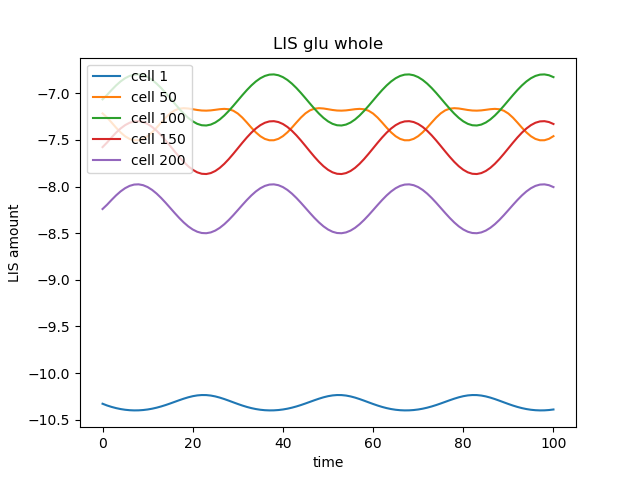 LIS glu whole
cell 1
cell 50
cell 100
cell 150
cell 200
LIS amount
−7.0
−7.5
−8.0
−8.5
−9.0
−9.5
−10.0
−10.5
0 20 40 60 80 100
time